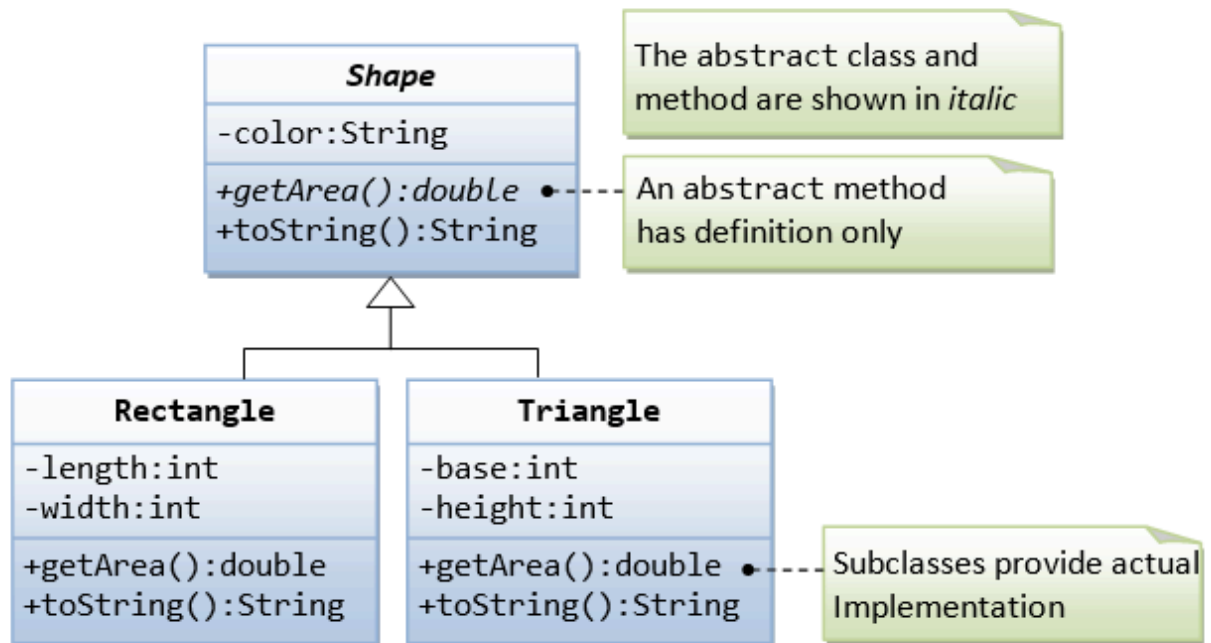 Shape
-color:String
+getArea():double
+toString():String
The abstract class and
method are shown in italic
An abstract method
has definition only
Rectangle
-length:int
-width:int
+getArea():double
+toString():String
Triangle
-base:int
-height:int
+getArea():double
+toString():String
Subclasses provide actual
Implementation